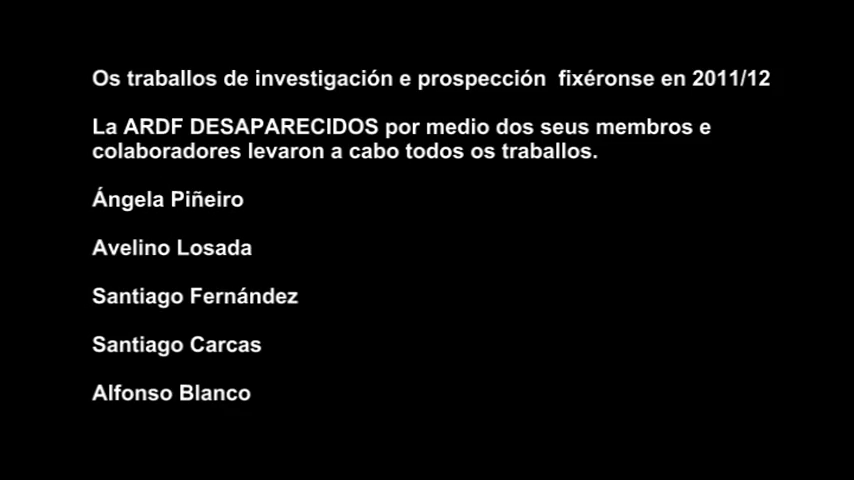 Os traballos de investigación e prospección  fixéronse en 2011/12
La ARDF DESAPARECIDOS por medio dos seus membros e
colaboradores levaron a cabo todos os traballos.
Ángela Piñeiro
Avelino Losada
Santiago Fernández
Santiago Carcas
Alfonso Blanco